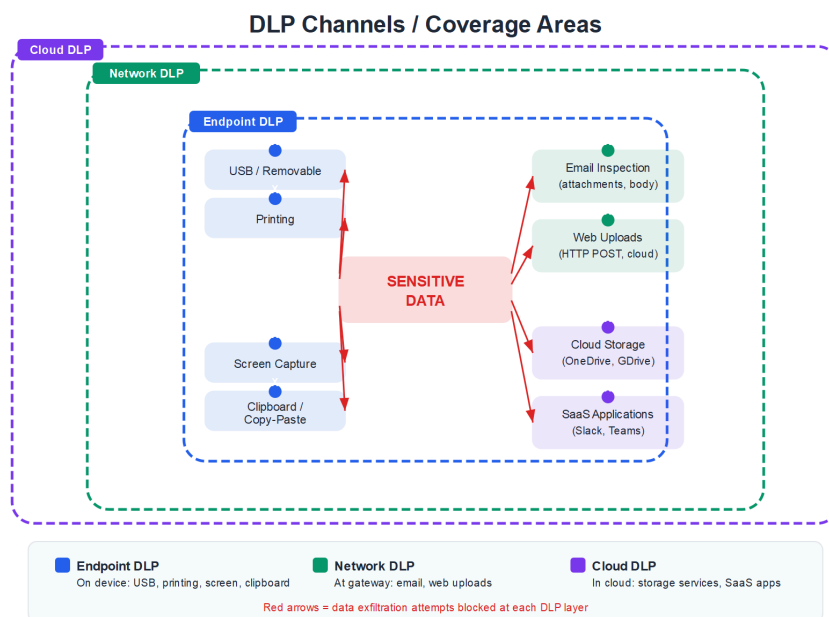 DLP Channels / Coverage Areas
Cloud DLP
Network DLP
Endpoint DLP
USB / Removable
Printing
Screen Capture
Clipboard /
Copy-Paste
SENSITIVE
DATA
Email Inspection
(attachments, body)
Web Uploads
(HTTP POST, cloud)
Cloud Storage
(OneDrive, GDrive)
SaaS Applications
(Slack, Teams)
Endpoint DLP
On device: USB, printing, screen, clipboard
Network DLP
At gateway: email, web uploads
Cloud DLP
In cloud: storage services, SaaS apps
Red arrows = data exfiltration attempts blocked at each DLP layer